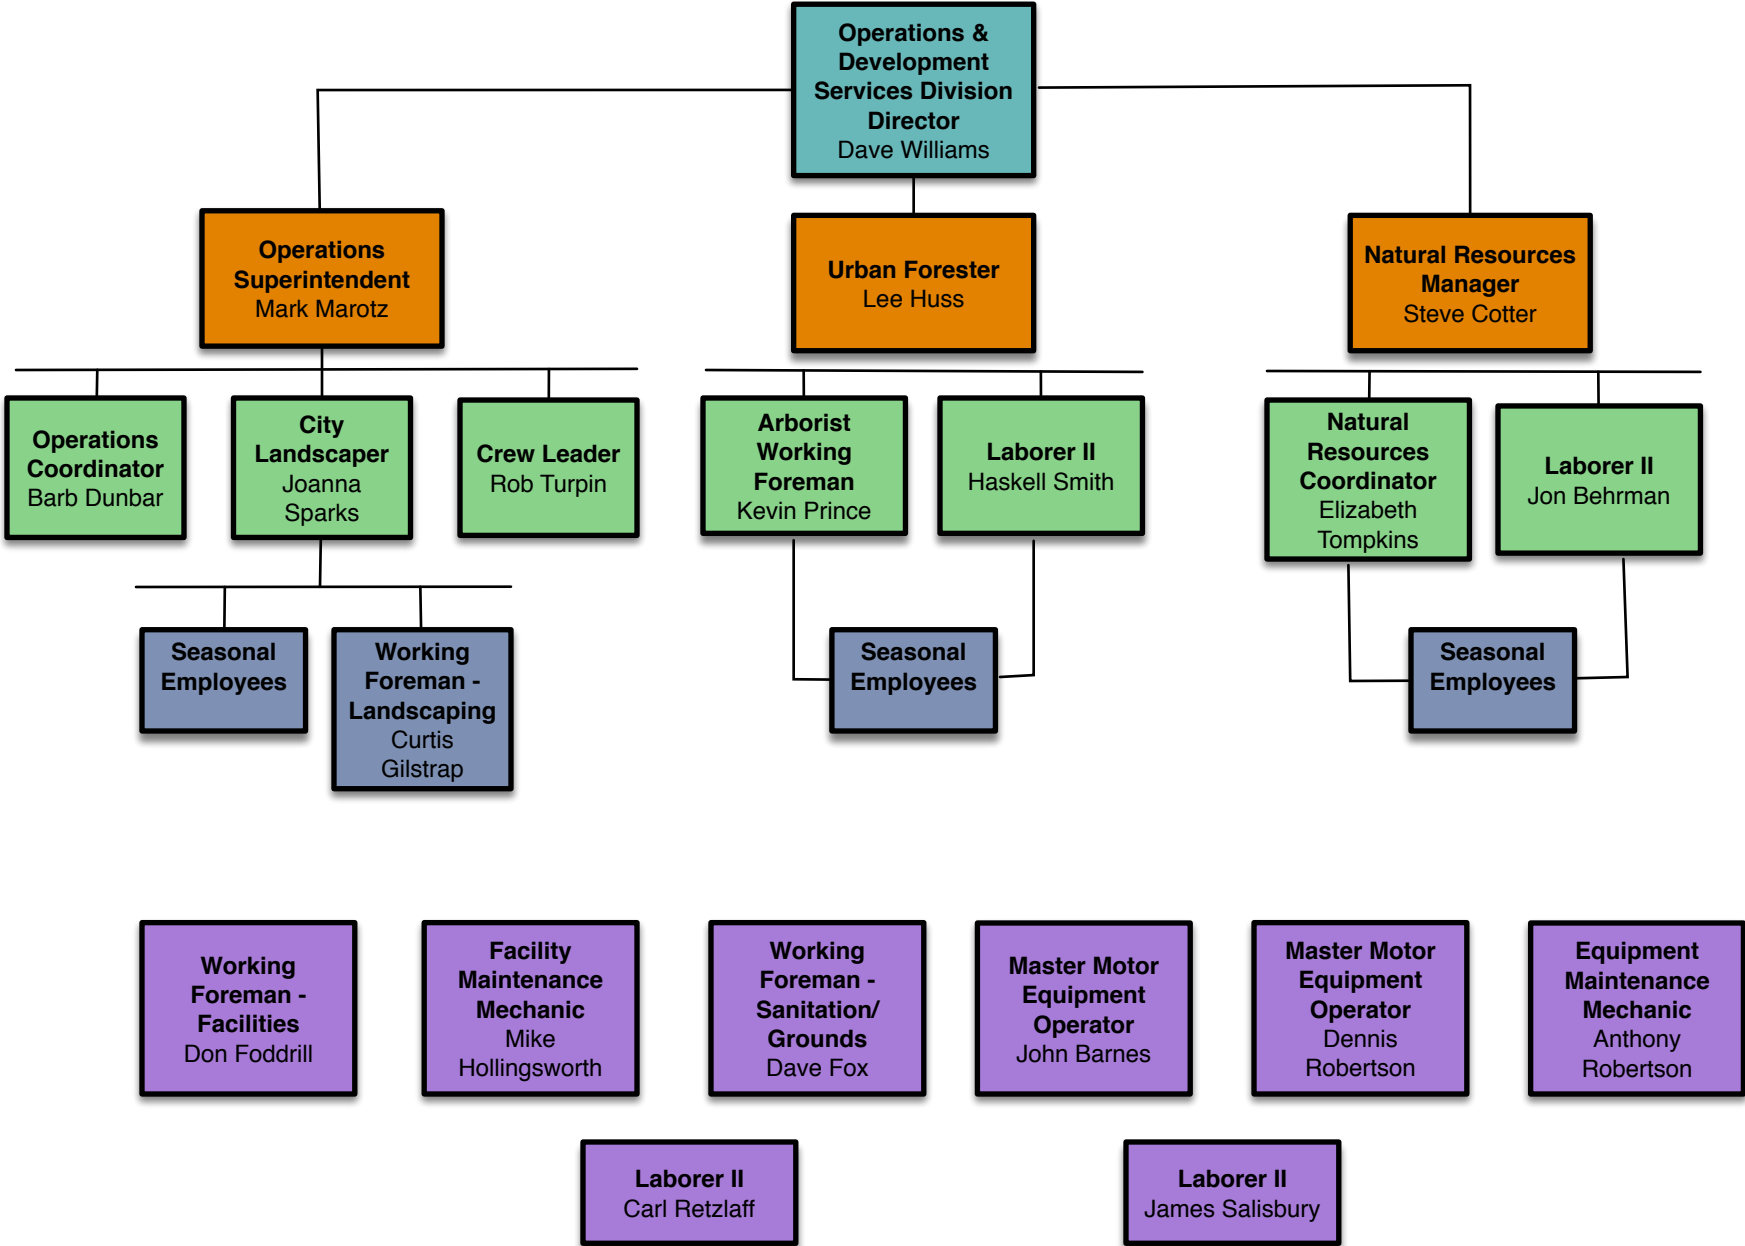 Operations &
Development
Services Division
Director
Dave Williams
Operations
Superintendent
Mark Marotz
Urban Forester
Lee Huss
Natural Resources
Manager
Steve Cotter
Operations
Coordinator
Barb Dunbar
City
Landscaper
Joanna
Sparks
Crew Leader
Rob Turpin
Arborist
Working
Foreman
Kevin Prince
Laborer II
Haskell Smith
Natural
Resources
Coordinator
Elizabeth
Tompkins
Laborer II
Jon Behrman
Seasonal
Employees
Working
Foreman -
Landscaping
Curtis
Gilstrap
Seasonal
Employees
Seasonal
Employees
Working
Foreman -
Facilities
Don Foddrill
Facility
Maintenance
Mechanic
Mike
Hollingsworth
Working
Foreman -
Sanitation/
Grounds
Dave Fox
Master Motor
Equipment
Operator
John Barnes
Master Motor
Equipment
Operator
Dennis
Robertson
Equipment
Maintenance
Mechanic
Anthony
Robertson
Laborer II
Carl Retzlaff
Laborer II
James Salisbury